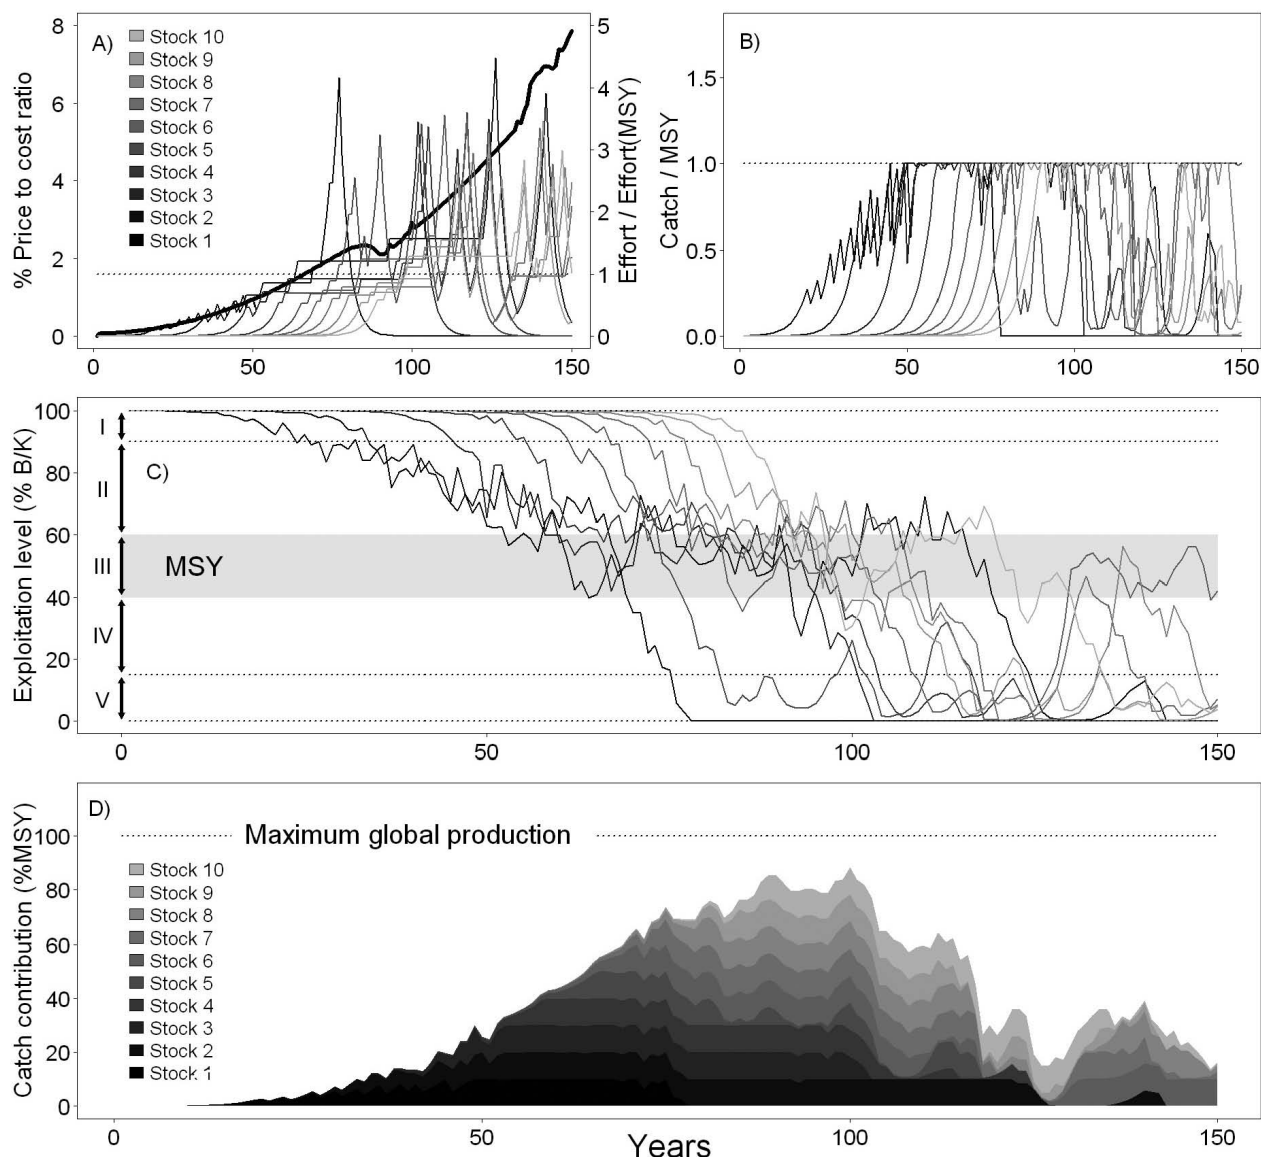 A)
Stock 10
Stock 9
Stock 8
Stock 7
Stock 6
Stock 5
Stock 4
Stock 3
Stock 2
Stock 1
% Price to cost ratio
8
6
4
2
0
Effort / Effort(MSY)
5
4
3
2
1
0
0 50 100 150
B)
Catch / MSY
1.5
1.0
0.5
0.0
0 50 100 150
C)
Exploitation level (% B/K)
100
80
60
40
20
0
I
II
III
IV
V
MSY
0 50 100 150
D)
Maximum global production
Catch contribution (%MSY)
100
80
60
40
20
0
Stock 10
Stock 9
Stock 8
Stock 7
Stock 6
Stock 5
Stock 4
Stock 3
Stock 2
Stock 1
0 50 100 150
Years